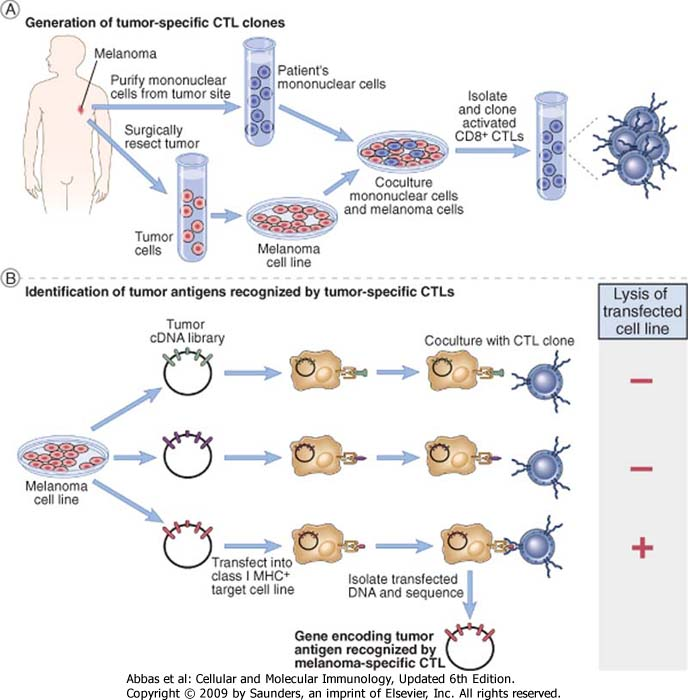 A
Generation of tumor-specific CTL clones
Melanoma
Purify mononuclear
cells from tumor site
Patient's
mononuclear cells
Surgically
resect tumor
Tumor
cells
Melanoma
cell line
Coculture
mononuclear cells
and melanoma cells
Isolate
and clone
activated
CD8+ CTLs
B
Identification of tumor antigens recognized by tumor-specific CTLs
Lysis of
transfected
cell line
Tumor
cDNA library
Coculture with CTL clone
−
Melanoma
cell line
−
+
Transfect into
class I MHC+
target cell line
Isolate transfected
DNA and sequence
Gene encoding tumor
antigen recognized by
melanoma-specific CTL
Abbas et al: Cellular and Molecular Immunology, Updated 6th Edition.
Copyright © 2009 by Saunders, an imprint of Elsevier, Inc. All rights reserved.